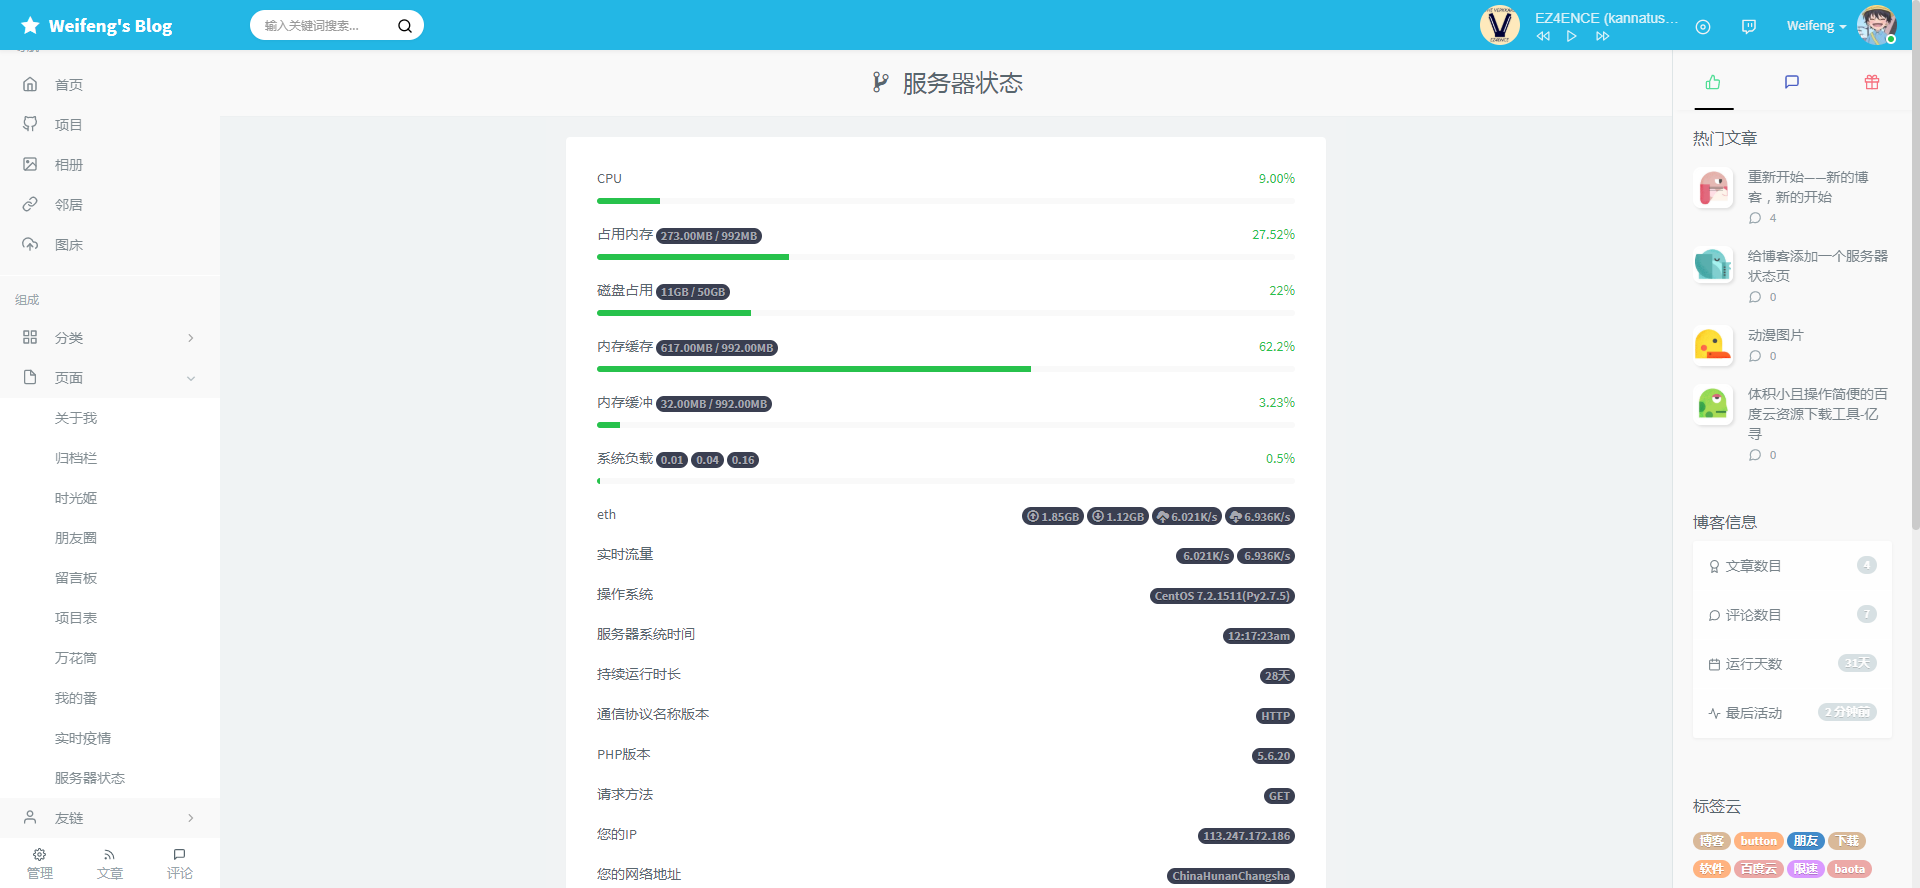 Weifeng's Blog
输入关键词搜索...
EZ4ENCE (kannatus...
Weifeng
首页
项目
相册
邻居
图床
组成
分类
页面
关于我
归档栏
时光姬
朋友圈
留言板
项目表
万花筒
我的番
实时疫情
服务器状态
友链
管理
文章
评论
服务器状态
CPU 9.00%
占用内存 273.00MB / 992MB 27.52%
磁盘占用 11GB / 50GB 22%
内存缓存 617.00MB / 992.00MB 62.2%
内存缓冲 32.00MB / 992.00MB 3.23%
系统负载 0.01 0.04 0.16 0.5%
eth 1.85GB 1.12GB 6.021K/s 6.936K/s
实时流量 6.021K/s 6.936K/s
操作系统 CentOS 7.2.1511(Py2.7.5)
服务器系统时间 12:17:23am
持续运行时长 28天
通信协议名称版本 HTTP
PHP版本 5.6.20
请求方法 GET
您的IP 113.247.172.186
您的网络地址 ChinaHunanChangsha
热门文章
重新开始——新的博
客，新的开始
4
给博客添加一个服务器
状态页
0
动漫图片
0
体积小且操作简便的百
度云资源下载工具-亿
寻
0
博客信息
文章数目 4
评论数目 7
运行天数 31天
最后活动 2 分钟前
标签云
博客 button 朋友 下载
软件 百度云 限速 baota